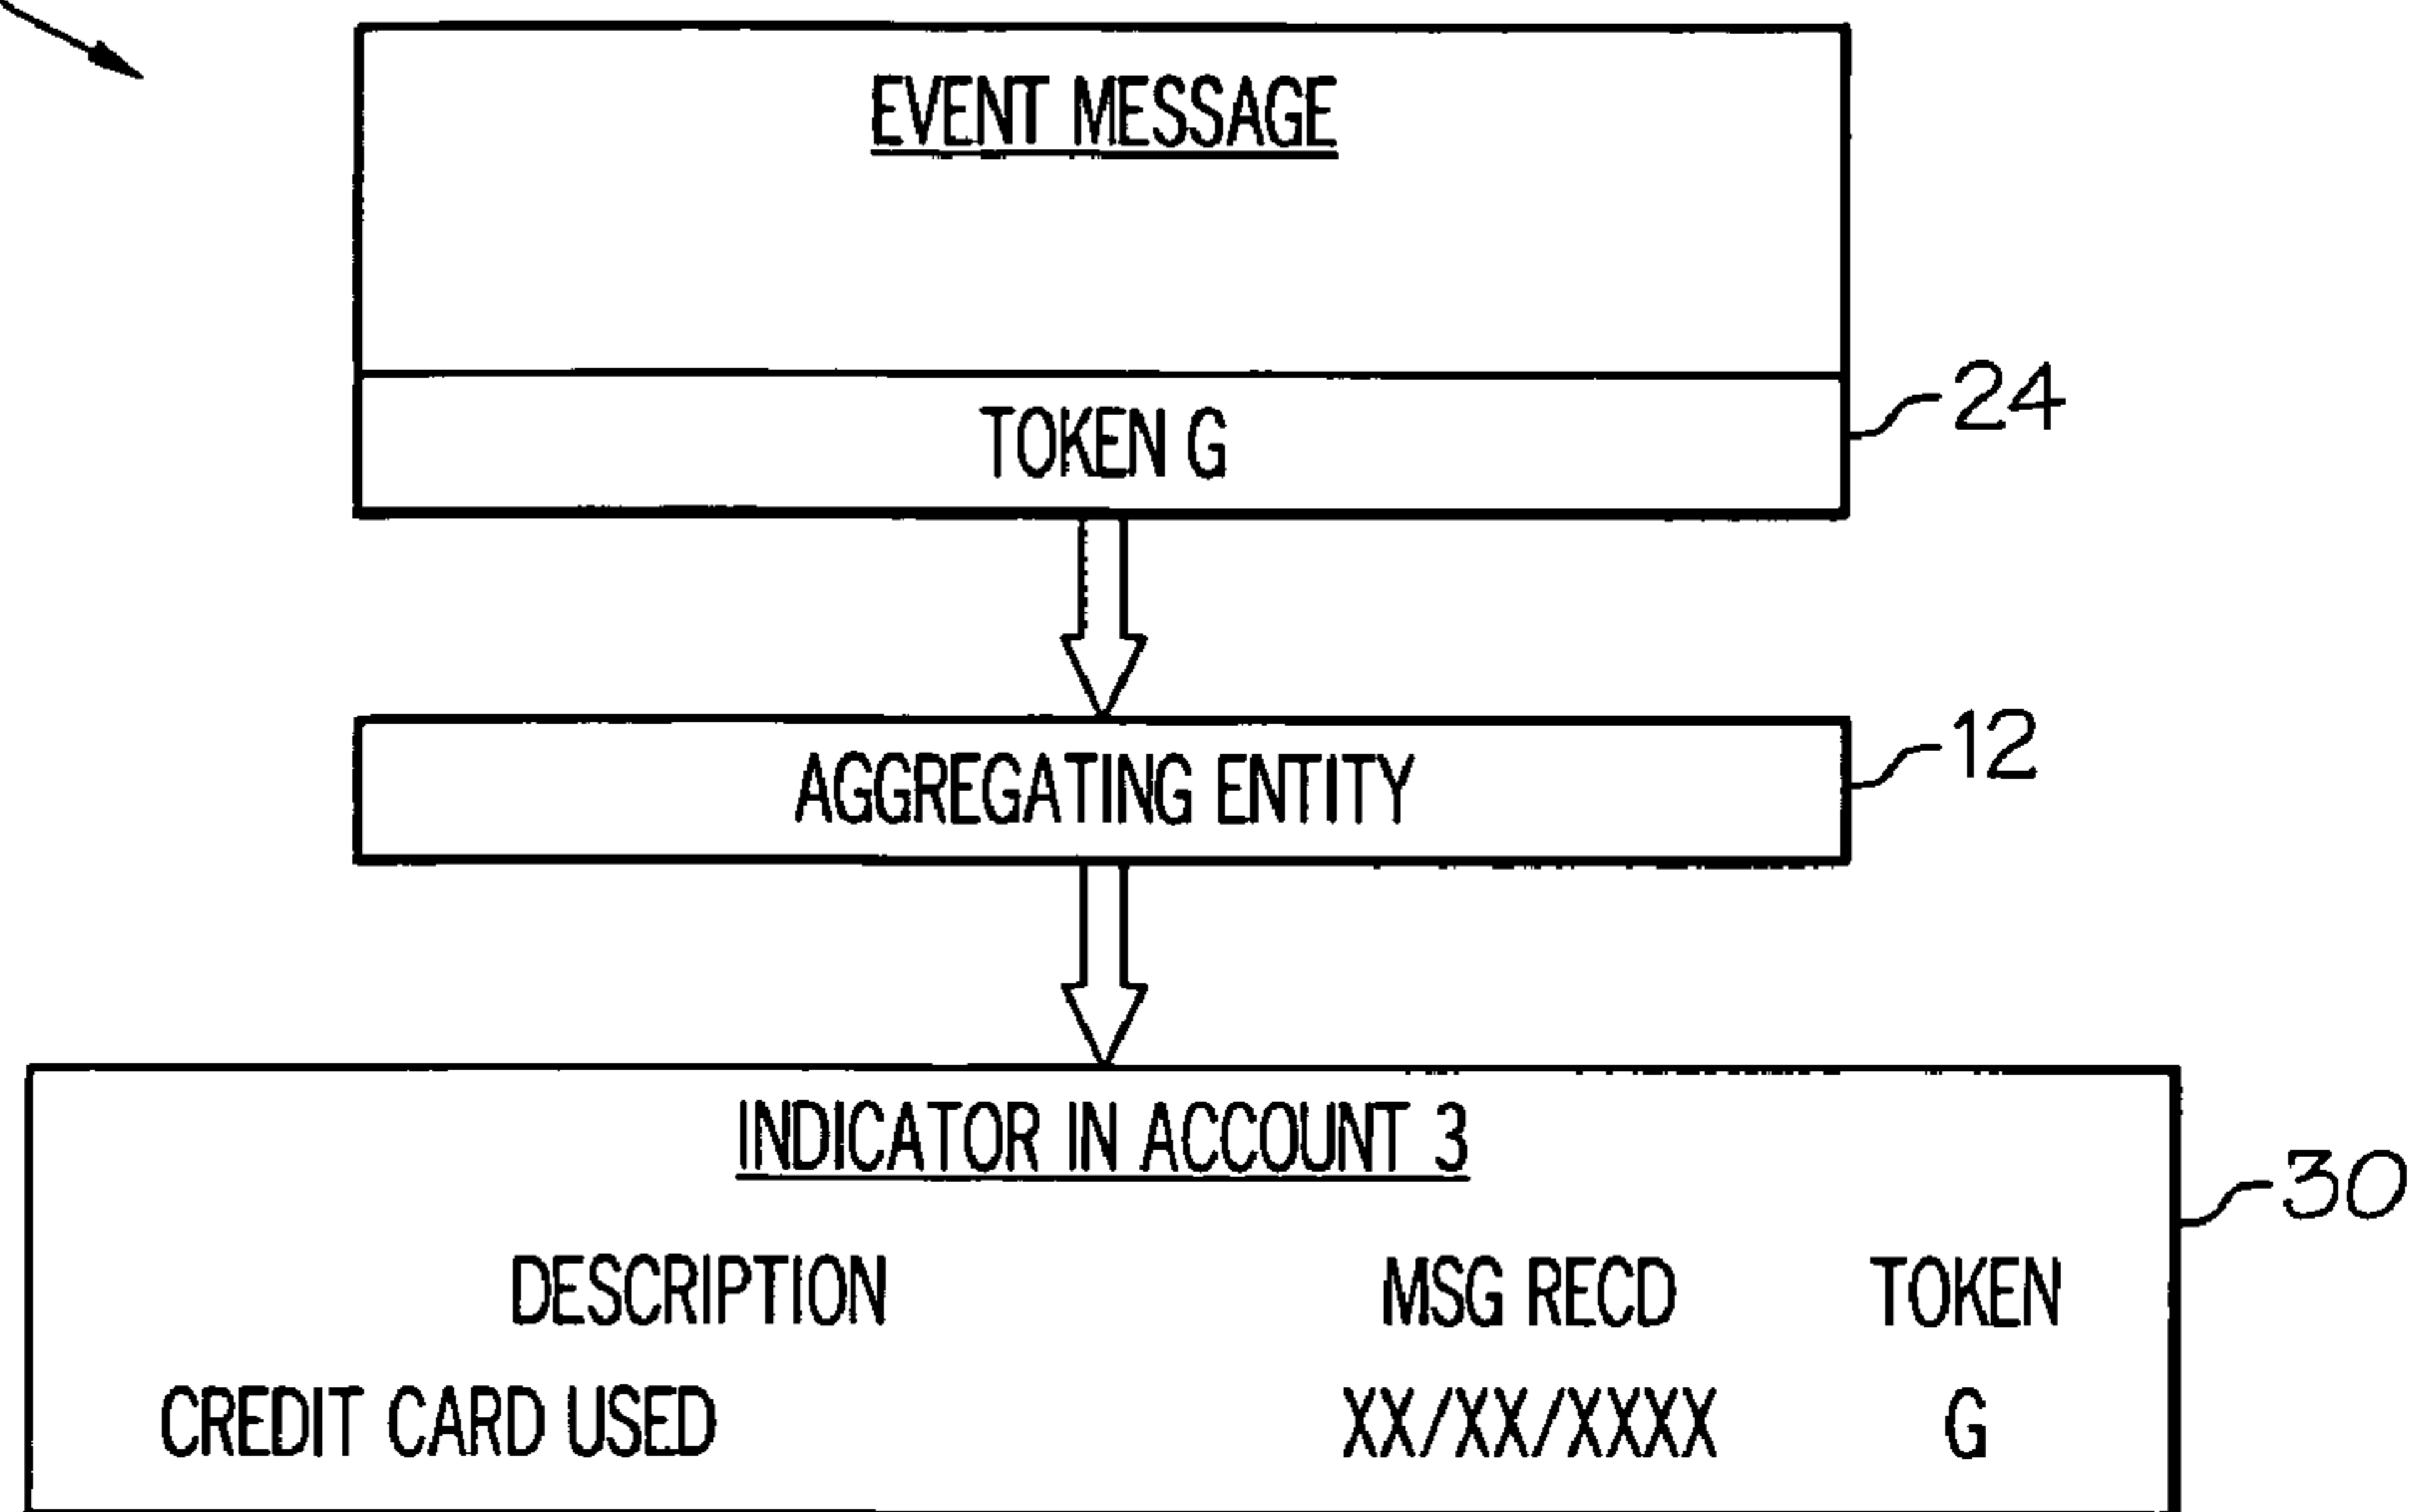 EVENT MESSAGE
TOKEN G
24
AGGREGATING ENTITY
12
INDICATOR IN ACCOUNT 3
30
DESCRIPTION MSG RECD TOKEN
CREDIT CARD USED XX/XX/XXXX G